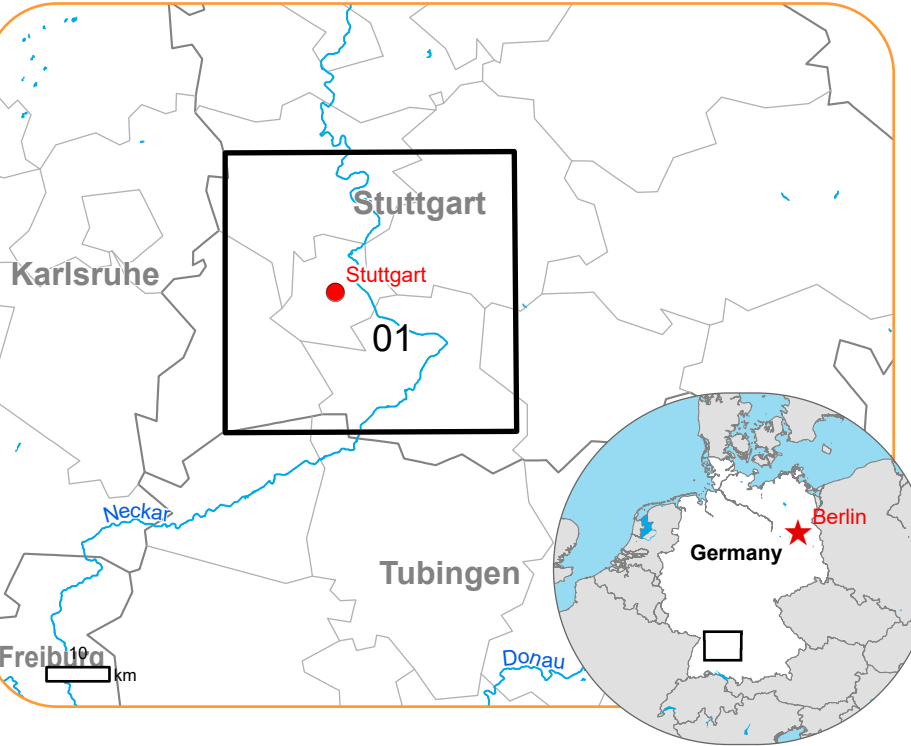 Stuttgart
Karlsruhe
Stuttgart
01
Neckar
Berlin
Germany
Tubingen
Freiburg
10
km
Donau